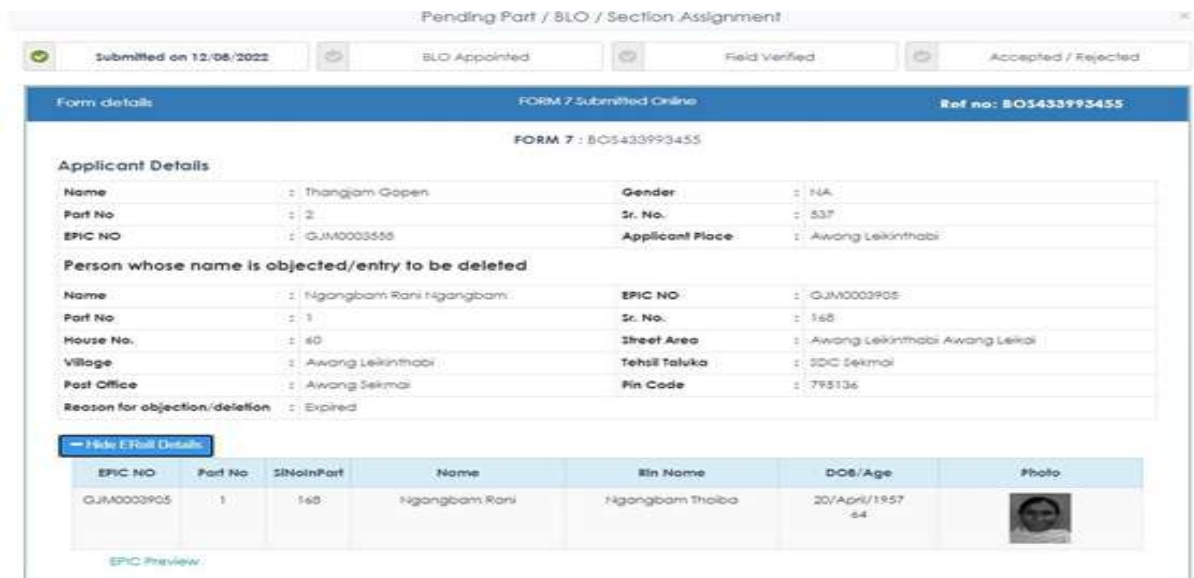 Pending Part / BLO / Section Assignment
Submitted on 12/08/2022 BLO Appointed Field Verified Accepted / Rejected
Form details FORM 7 Submitted Online Ref no: BOS433993455
FORM 7 : BOS433993455
Applicant Details
Name : Thangjam Gopen Gender : NA
Part No : 2 Sr. No. : 537
EPIC NO : GJM0003558 Applicant Place : Awang Leikinthabi
Person whose name is objected/entry to be deleted
Name : Ngangbam Rani Ngangbam EPIC NO : GJM0003905
Part No : 1 Sr. No. : 168
House No. : 60 Street Area : Awang Leikinthabi Awang Leikai
Village : Awang Leikinthabi Tehsil Taluka : SDC Sekmai
Post Office : Awang Sekmai Pin Code : 795136
Reason for objection/deletion : Expired
Hide ERoll Details
EPIC NO Part No SlNoInPart Name Rln Name DOB/Age Photo
GJM0003905 1 168 Ngangbam Rani Ngangbam Thoiba 20/April/1957
64
EPIC Preview